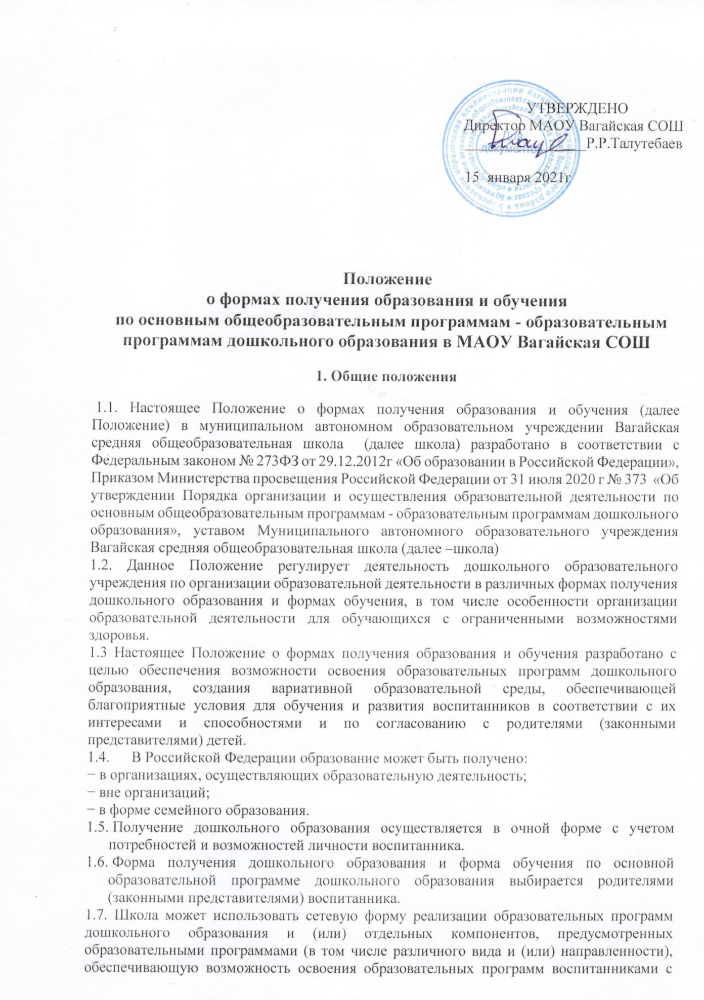 УТВЕРЖДЕНО
Директор МАОУ Вагайская СОШ
Р.Р.Талутебаев
Для
документов
15 января 2021г
Положение
о формах получения образования и обучения
по основным общеобразовательным программам - образовательным
программам дошкольного образования в МАОУ Вагайская СОШ
1. Общие положения
1.1. Настоящее Положение о формах получения образования и обучения (далее
Положение) в муниципальном автономном образовательном учреждении Вагайская
средняя общеобразовательная школа (далее школа) разработано в соответствии с
Федеральным законом № 273ФЗ от 29.12.2012г «Об образовании в Российской Федерации»,
Приказом Министерства просвещения Российской Федерации от 31 июля 2020 г № 373 «Об
утверждении Порядка организации и осуществления образовательной деятельности по
основным общеобразовательным программам - образовательным программам дошкольного
образования», уставом Муниципального автономного образовательного учреждения
Вагайская средняя общеобразовательная школа (далее –школа)
1.2. Данное Положение регулирует деятельность дошкольного образовательного
учреждения по организации образовательной деятельности в различных формах получения
дошкольного образования и формах обучения, в том числе особенности организации
образовательной деятельности для обучающихся с ограниченными возможностями
здоровья.
1.3 Настоящее Положение о формах получения образования и обучения разработано с
целью обеспечения возможности освоения образовательных программ дошкольного
образования, создания вариативной образовательной среды, обеспечивающей
благоприятные условия для обучения и развития воспитанников в соответствии с их
интересами и способностями и по согласованию с родителями (законными
представителями) детей.
1.4. В Российской Федерации образование может быть получено:
− в организациях, осуществляющих образовательную деятельность;
− вне организаций;
− в форме семейного образования.
1.5. Получение дошкольного образования осуществляется в очной форме с учетом
потребностей и возможностей личности воспитанника.
1.6. Форма получения дошкольного образования и форма обучения по основной
образовательной программе дошкольного образования выбирается родителями
(законными представителями) воспитанника.
1.7. Школа может использовать сетевую форму реализации образовательных программ
дошкольного образования и (или) отдельных компонентов, предусмотренных
образовательными программами (в том числе различного вида и (или) направленности),
обеспечивающую возможность освоения образовательных программ воспитанниками с